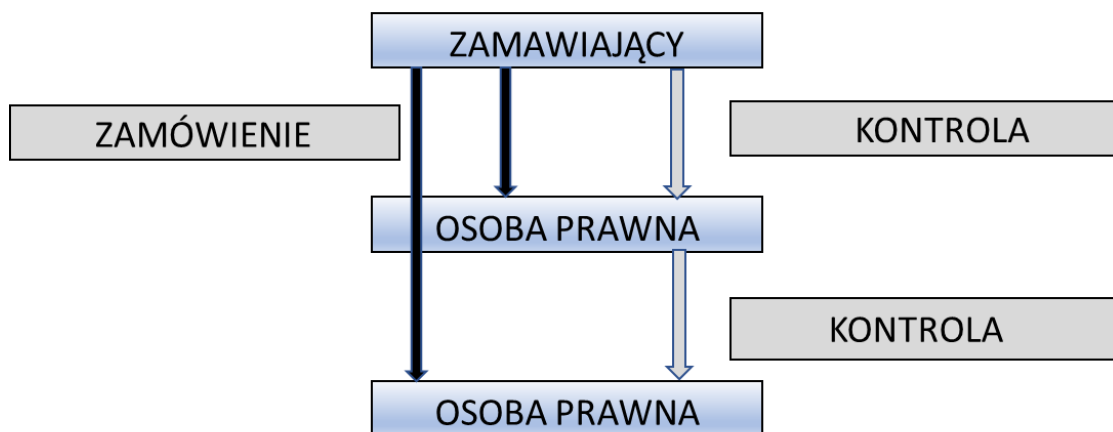 ZAMAWIAJĄCY
ZAMÓWIENIE
KONTROLA
OSOBA PRAWNA
KONTROLA
OSOBA PRAWNA